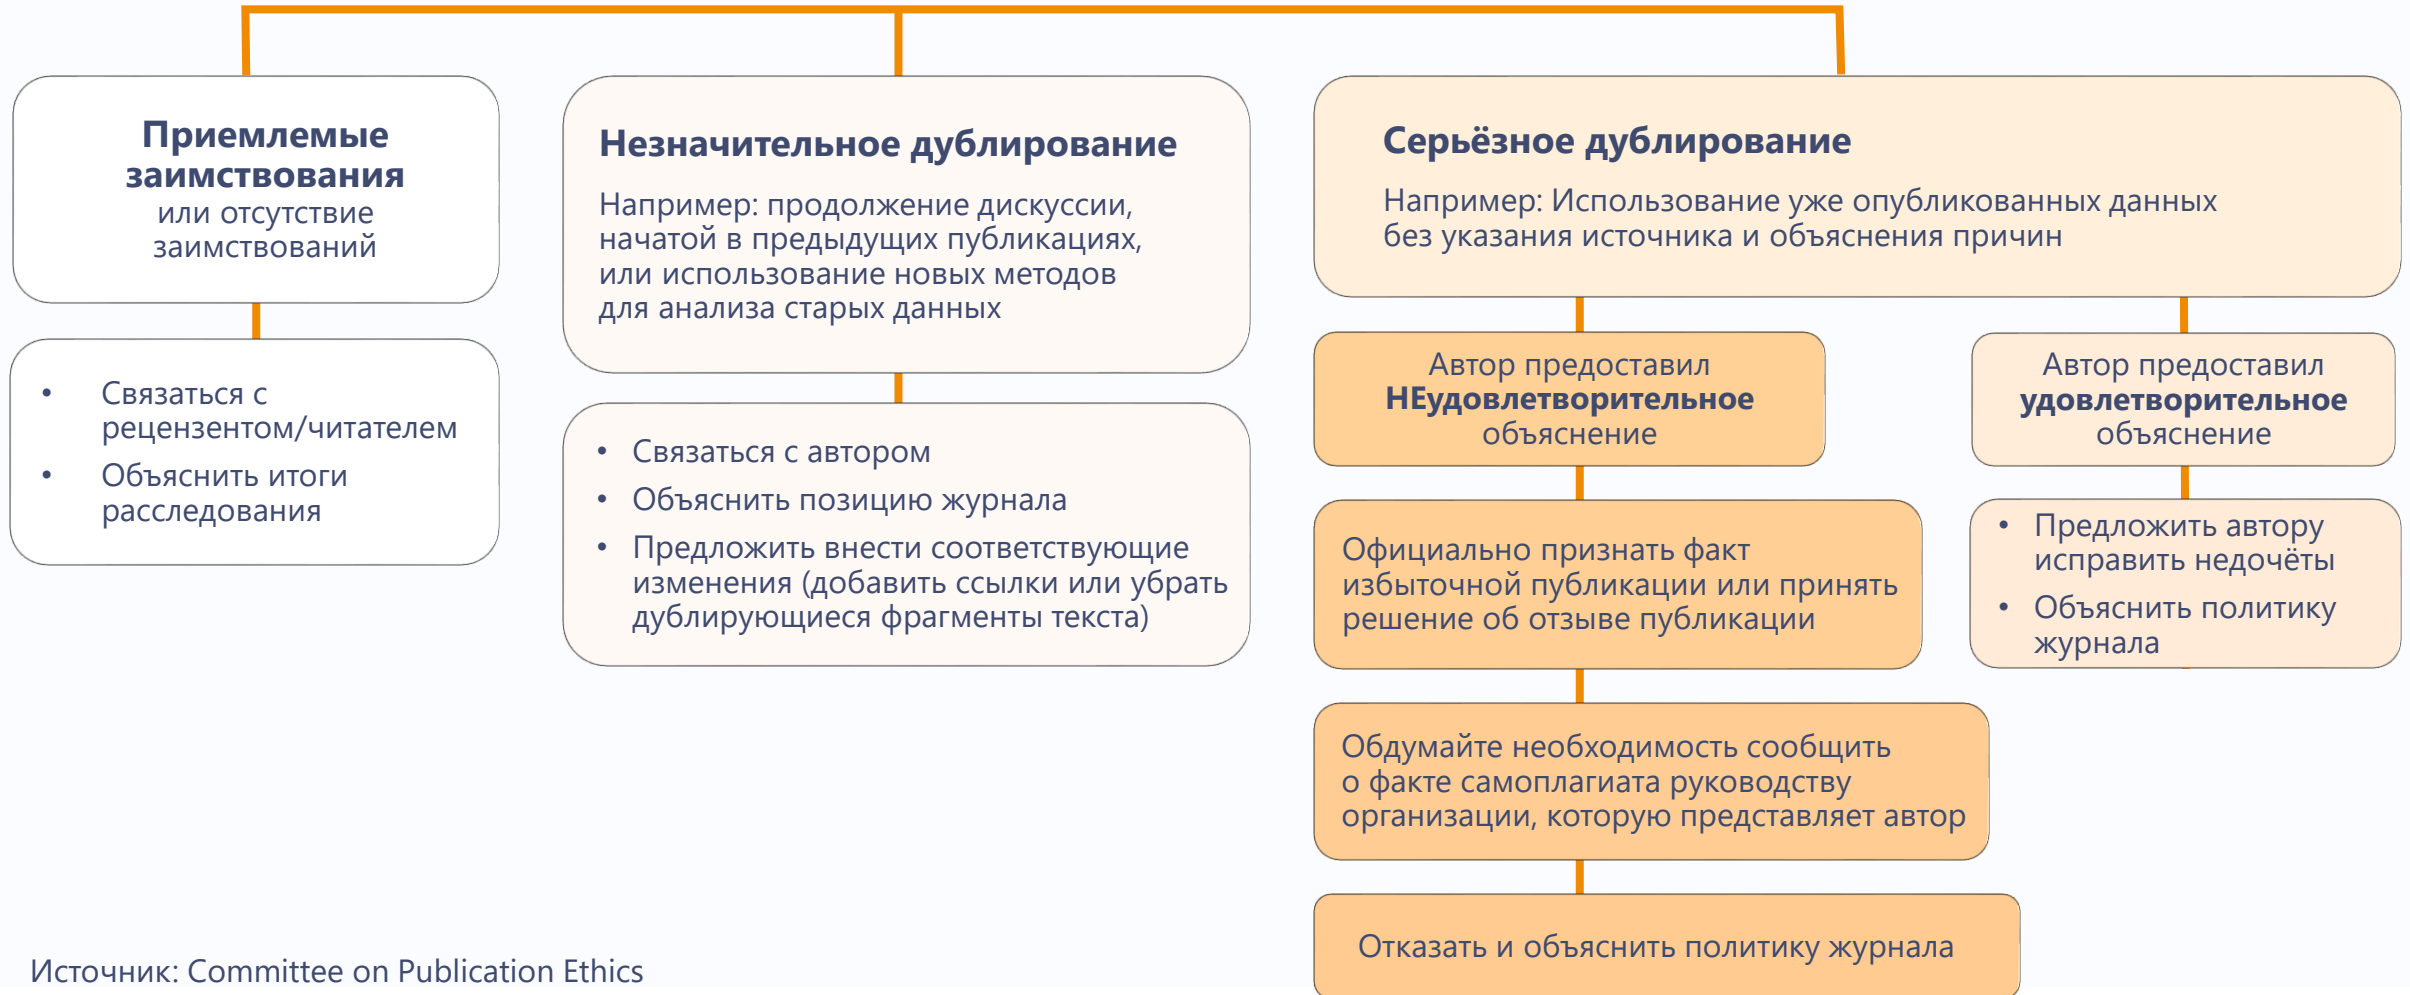 Приемлемые
заимствования
или отсутствие
заимствований
• Связаться с
рецензентом/читателем
• Объяснить итоги
расследования
Незначительное дублирование
Например: продолжение дискуссии,
начатой в предыдущих публикациях,
или использование новых методов
для анализа старых данных
• Связаться с автором
• Объяснить позицию журнала
• Предложить внести соответствующие
изменения (добавить ссылки или убрать
дублирующиеся фрагменты текста)
Серьёзное дублирование
Например: Использование уже опубликованных данных
без указания источника и объяснения причин
Автор предоставил
НЕудовлетворительное
объяснение
Официально признать факт
избыточной публикации или принять
решение об отзыве публикации
Обдумайте необходимость сообщить
о факте самоплагиата руководству
организации, которую представляет автор
Отказать и объяснить политику журнала
Автор предоставил
удовлетворительное
объяснение
• Предложить автору
исправить недочёты
• Объяснить политику
журнала
Источник: Committee on Publication Ethics